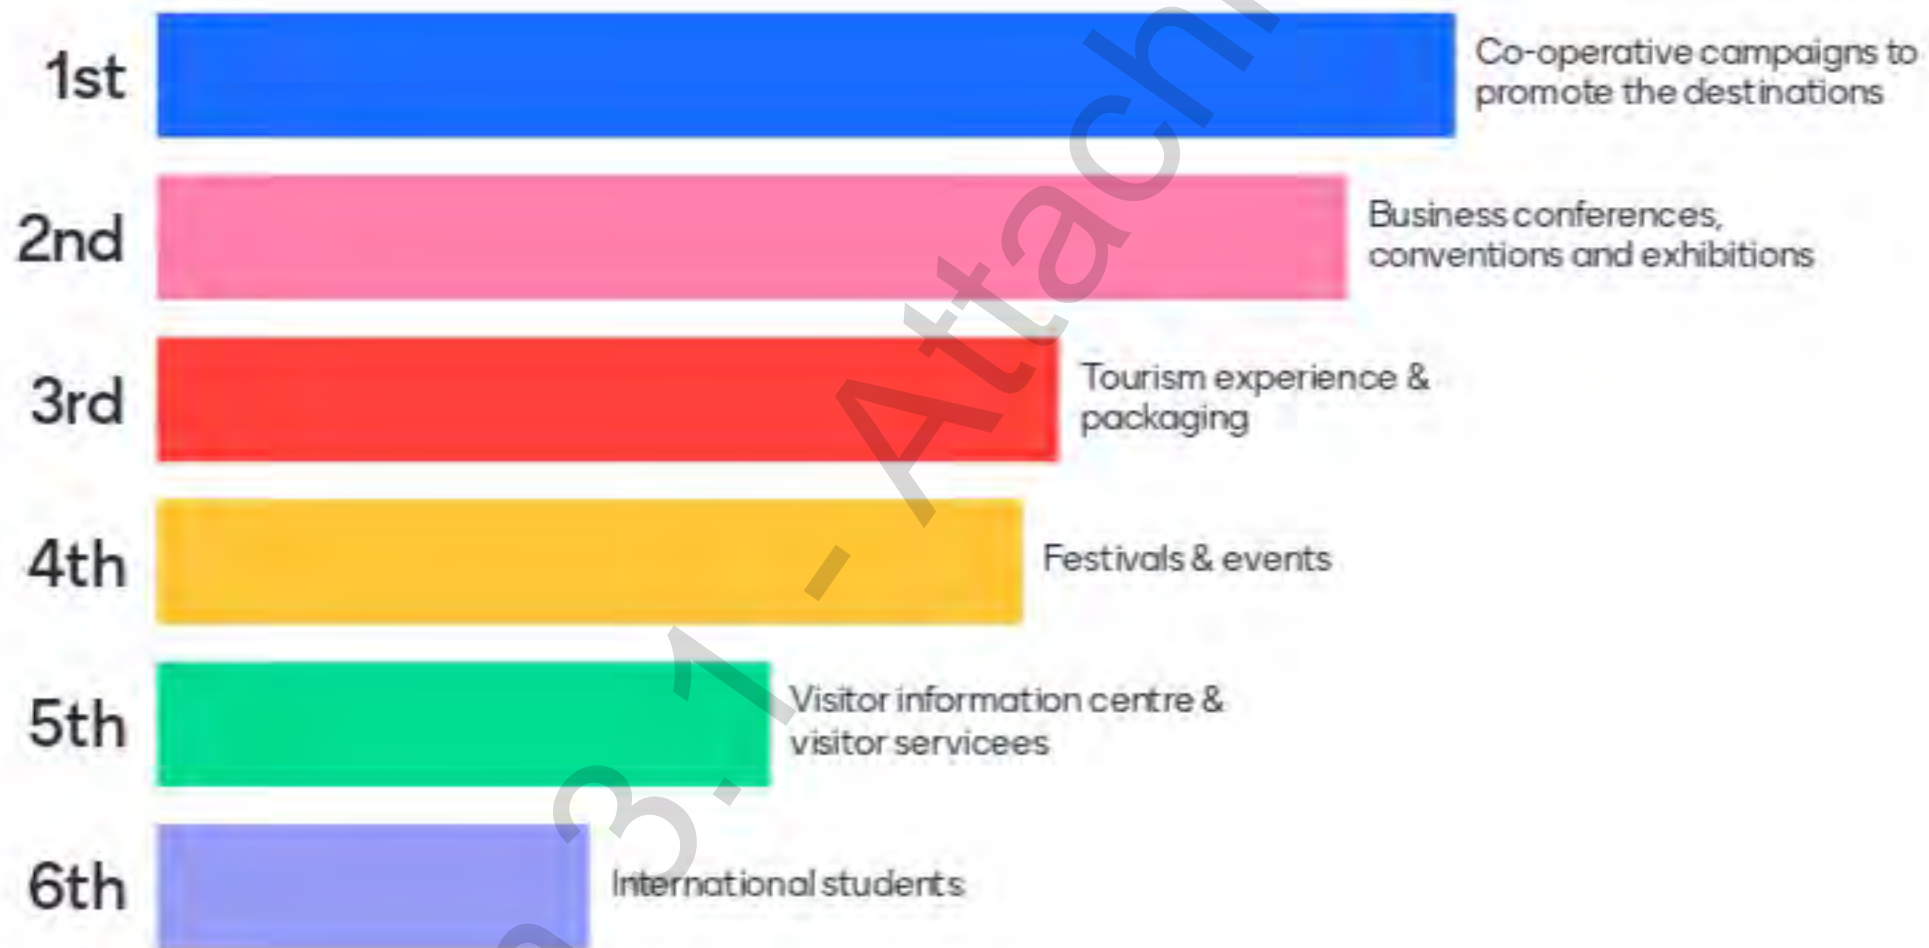 1st
Co-operative campaigns to
promote the destinations
2nd
Business conferences,
conventions and exhibitions
3rd
Tourism experience &
packaging
4th
Festivals & events
5th
Visitor information centre &
visitor servicees
6th
International students
3.1 - Attach